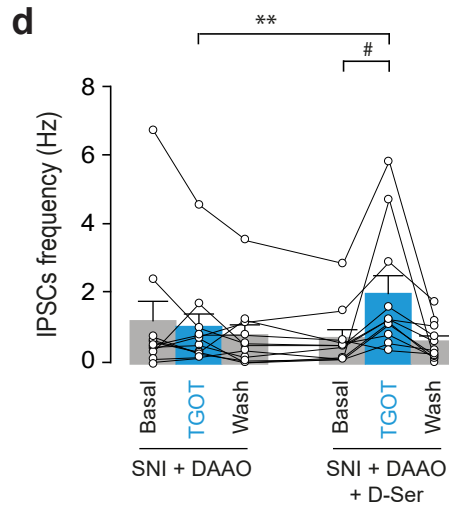 d
**
#
8
6
4
2
0
IPSCs frequency (Hz)
Basal
TGOT
Wash
Basal
TGOT
Wash
SNI + DAAO
SNI + DAAO
+ D-Ser